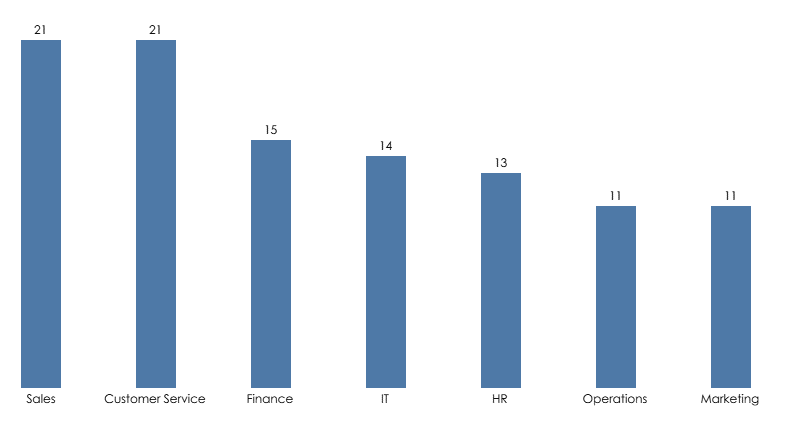 21
21
15
14
13
11
11
Sales
Customer Service
Finance
IT
HR
Operations
Marketing